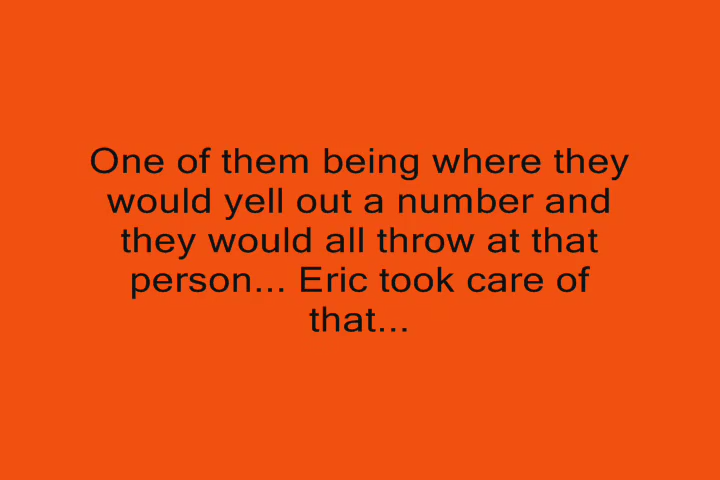 One of them being where they
would yell out a number and
they would all throw at that
person... Eric took care of
that...